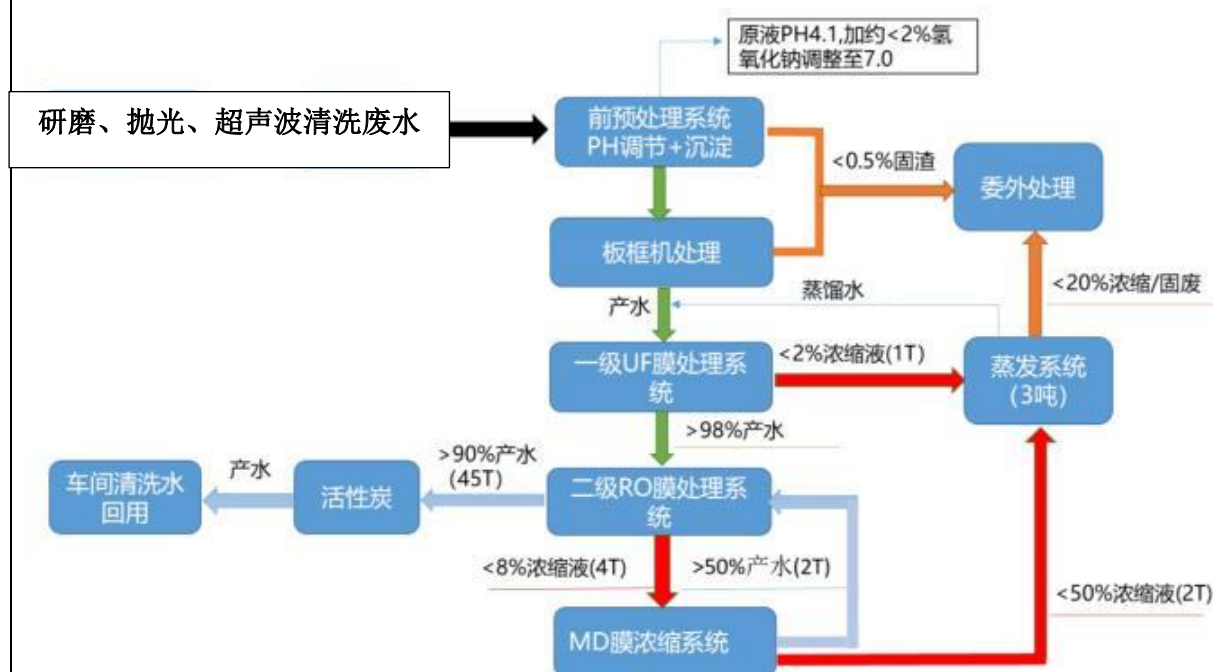 原液PH4.1,加约<2%氢
氧化钠调整至7.0
研磨、抛光、超声波清洗废水
前预处理系统
PH调节+沉淀
<0.5%固渣
委外处理
板框机处理
<20%浓缩/固废
蒸馏水
产水
一级UF膜处理系
统
<2%浓缩液(1T)
蒸发系统
(3吨)
>98%产水
车间清洗水
回用
产水
活性炭
>90%产水
(45T)
二级RO膜处理系
统
<8%浓缩液(4T)
>50%产水(2T)
<50%浓缩液(2T)
MD膜浓缩系统